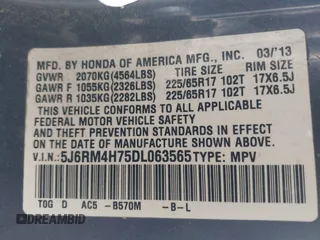 MFD. BY HONDA OF AMERICA MFG., INC. 03/13
GVWR 2070KG(4564LBS) TIRE SIZE RIM SIZE
GAWR F 1055KG(2326LBS) 225/65R17 102T 17X6.5J
GAWR R 1035KG(2282LBS) 225/65R17 102T 17X6.5J
THIS VEHICLE CONFORMS TO ALL APPLICABLE
FEDERAL MOTOR VEHICLE SAFETY AND
THEFT PREVENTION STANDARDS IN EFFECT ON THE
DATE OF MANUFACTURE SHOWN ABOVE.
V.I.N: 5J6RM4H75DL063565 TYPE: MPV
TOG D AC5 -B570M -B-L
DREAMBID